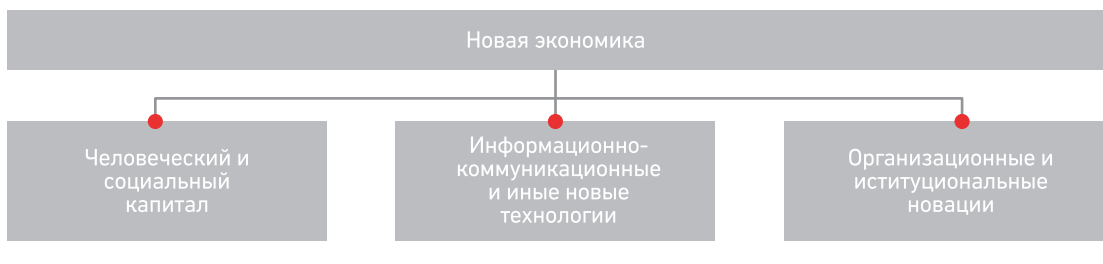 Новая экономика
Человеческий и
социальный
капитал
Информационно-
коммуникационные
и иные новые
технологии
Организационные и
иституциональные
новации